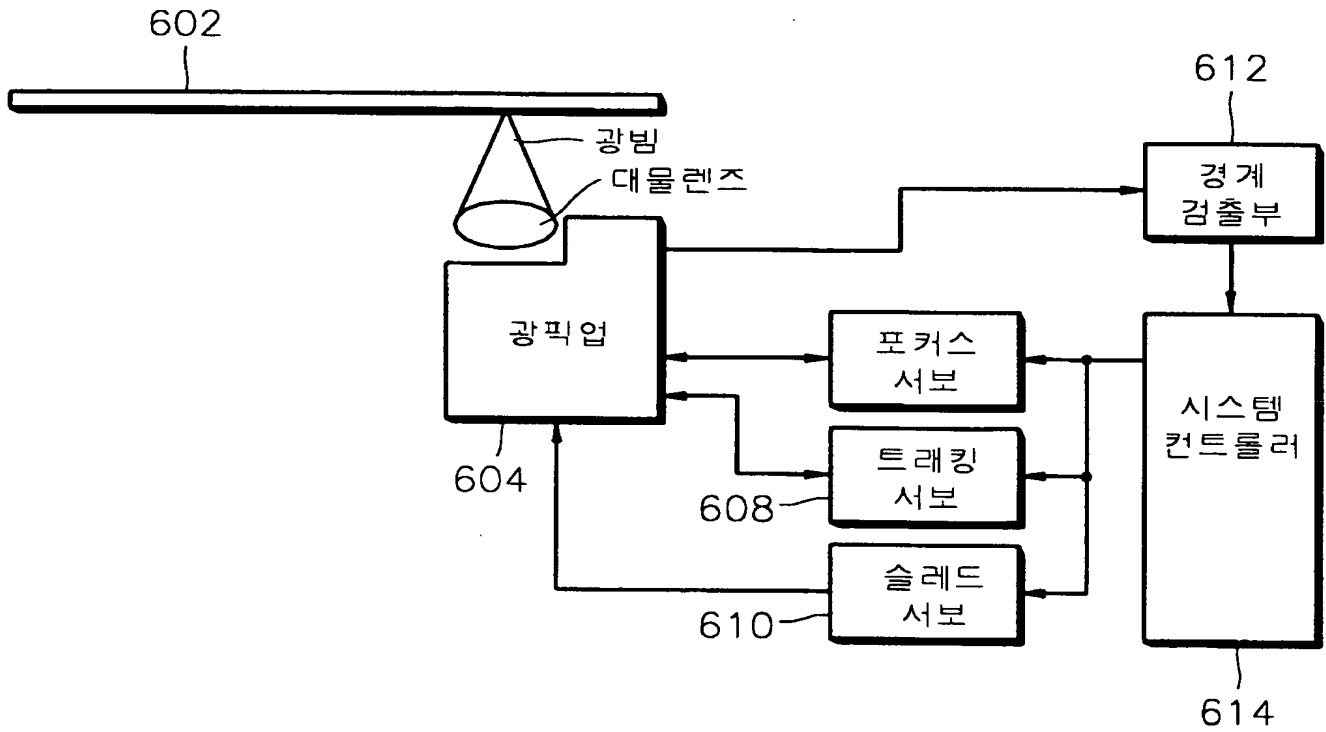 602
광빔
대물렌즈
612
경계
검출부
광픽업
604
포커스
서보
트래킹
서보
608
슬레드
서보
610
시스템
컨트롤러
614